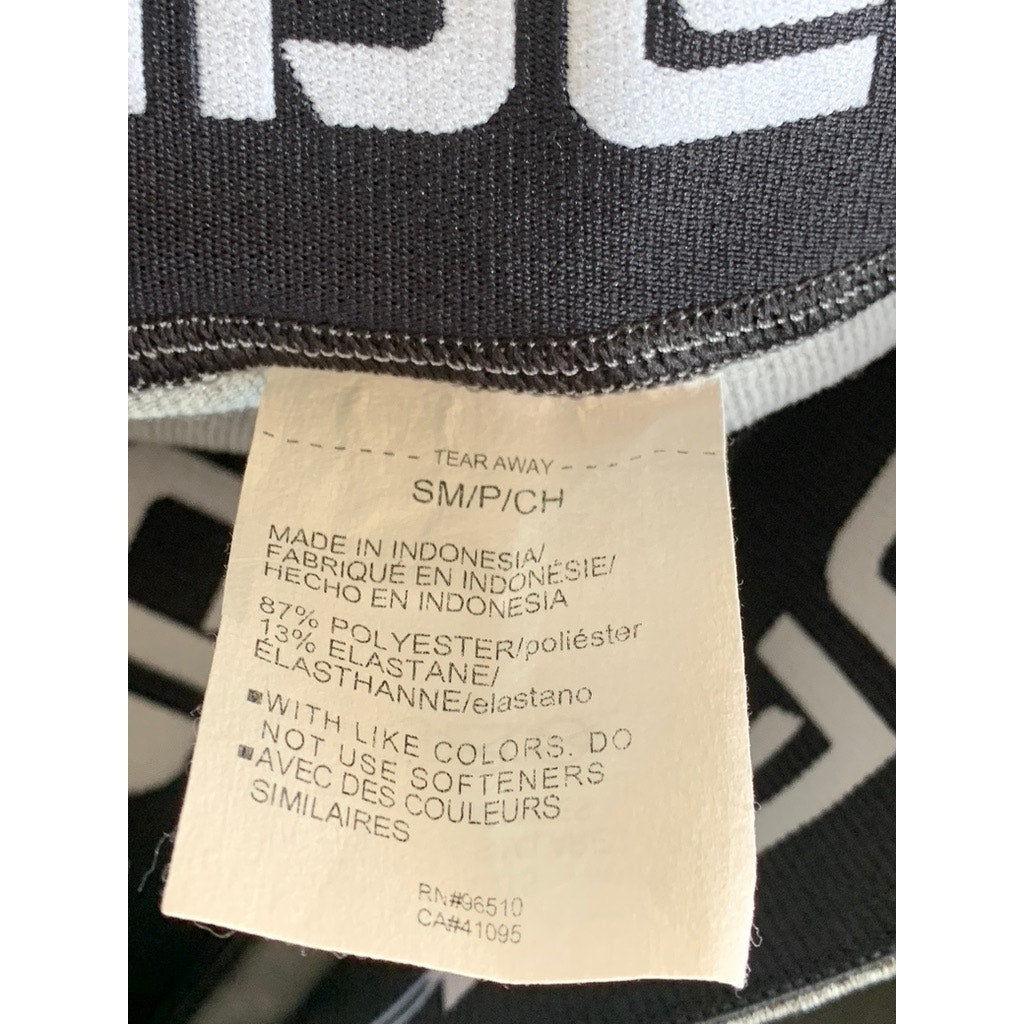 TEAR AWAY
SM/P/CH
MADE IN INDONESIA/
FABRIQUÉ EN INDONÉSIE/
HECHO EN INDONESIA
87% POLYESTER/poliéster
13% ELASTANE/
ÉLASTHANNE/elastano
WITH LIKE COLORS. DO
NOT USE SOFTENERS
AVEC DES COULEURS
SIMILAIRES
RN#96510
CA#41095